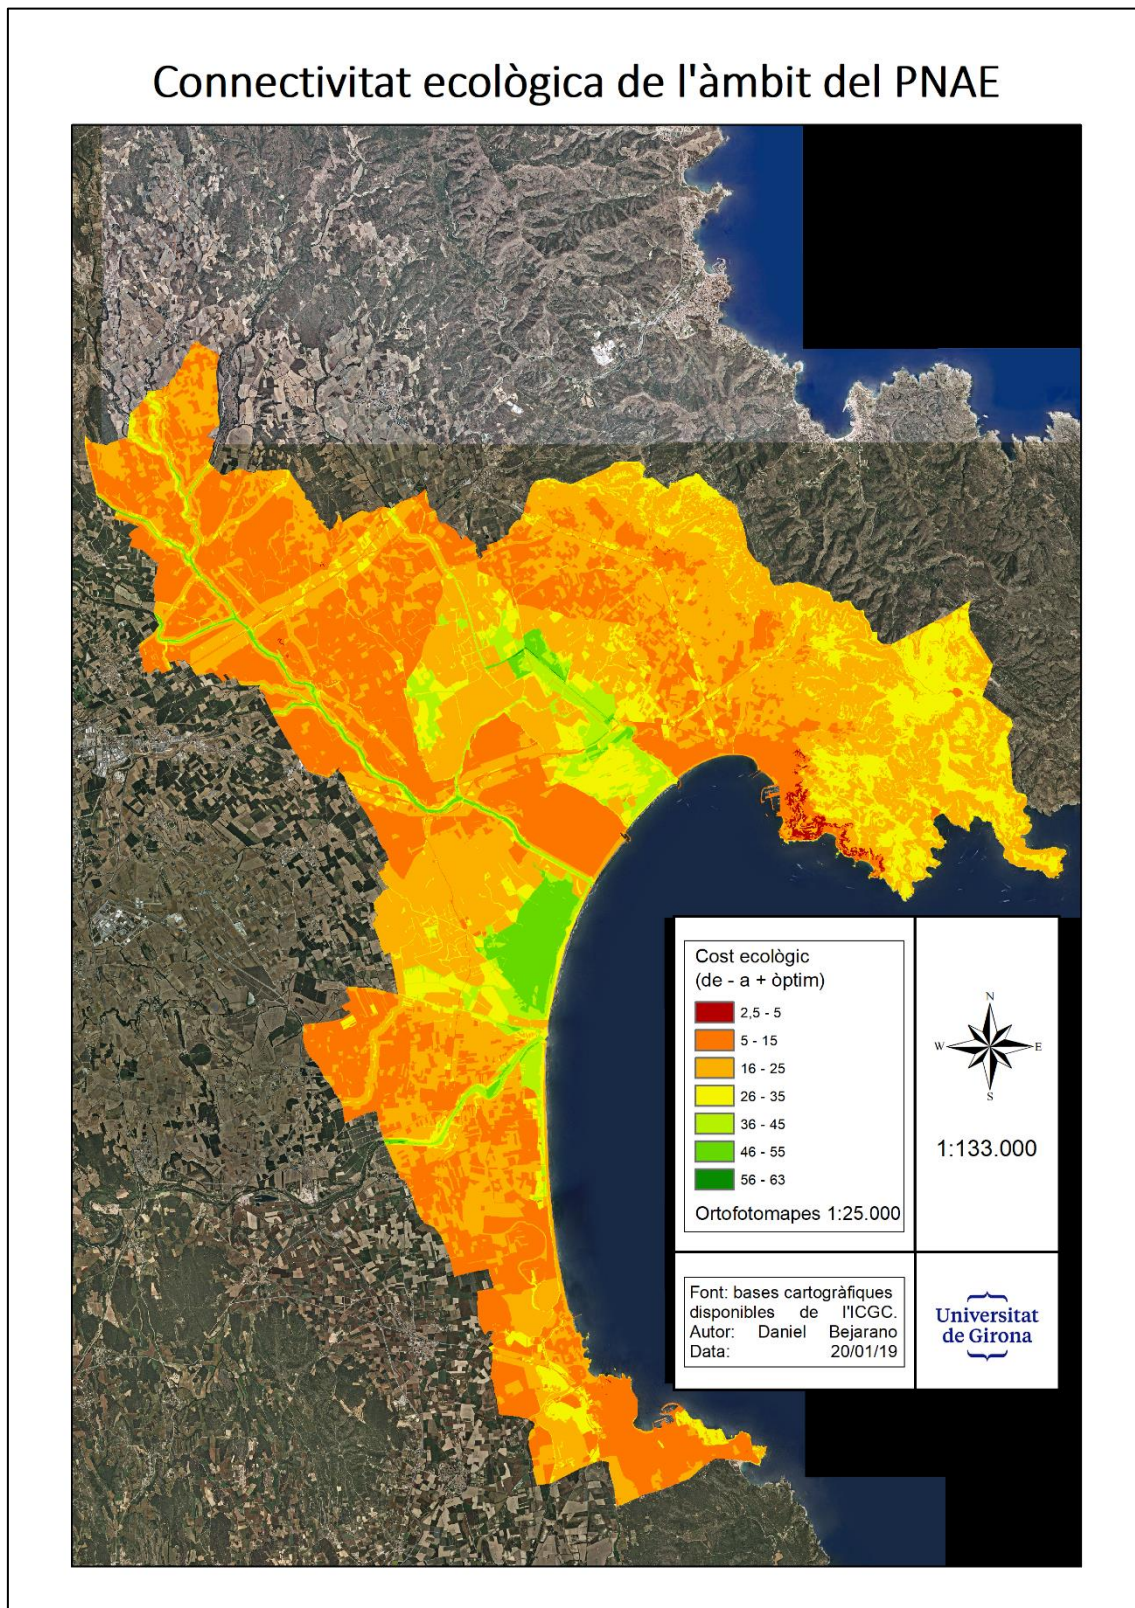 Connectivitat ecològica de l'àmbit del PNAE
Cost ecològic
(de - a + òptim)
2,5 - 5
5 - 15
16 - 25
26 - 35
36 - 45
46 - 55
56 - 63
Ortofotomapes 1:25.000
N
W
E
S
1:133.000
Font: bases cartogràfiques
disponibles de l'ICGC.
Autor: Daniel Bejarano
Data: 20/01/19
Universitat
de Girona